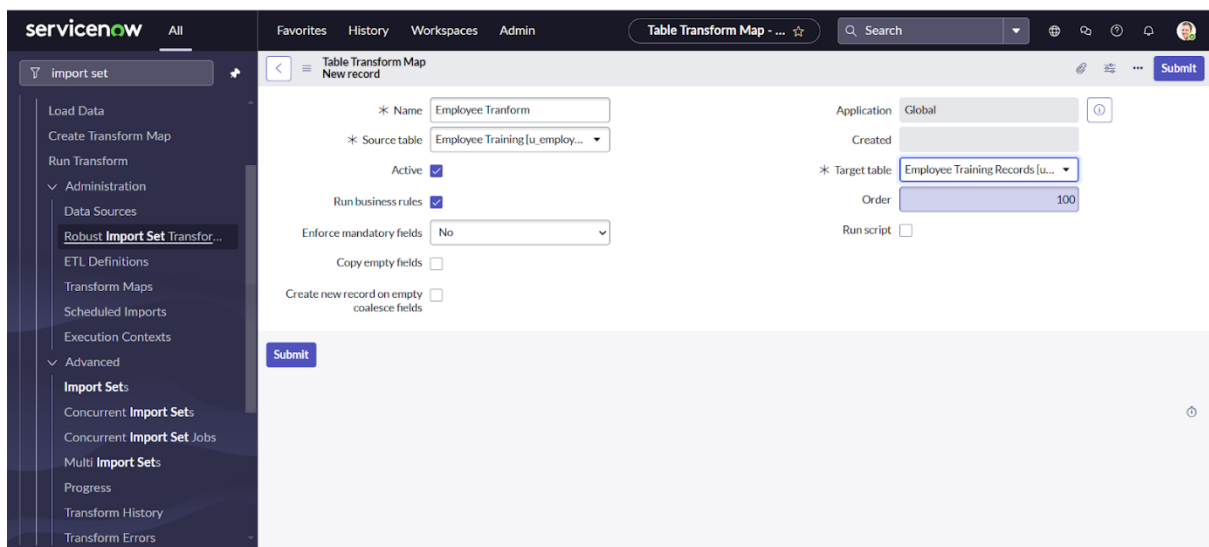 servicenow All Favorites History Workspaces Admin Table Transform Map - ... Search
import set
Load Data
Create Transform Map
Run Transform
Administration
Data Sources
Robust Import Set Transfor...
ETL Definitions
Transform Maps
Scheduled Imports
Execution Contexts
Advanced
Import Sets
Concurrent Import Sets
Concurrent Import Set Jobs
Multi Import Sets
Progress
Transform History
Transform Errors
Table Transform Map
New record
Submit
Name Employee Tranform
Source table Employee Training [u_employ...
Active
Run business rules
Enforce mandatory fields No
Copy empty fields
Create new record on empty
coalesce fields
Application Global
Created
Target table Employee Training Records [u...
Order 100
Run script
Submit